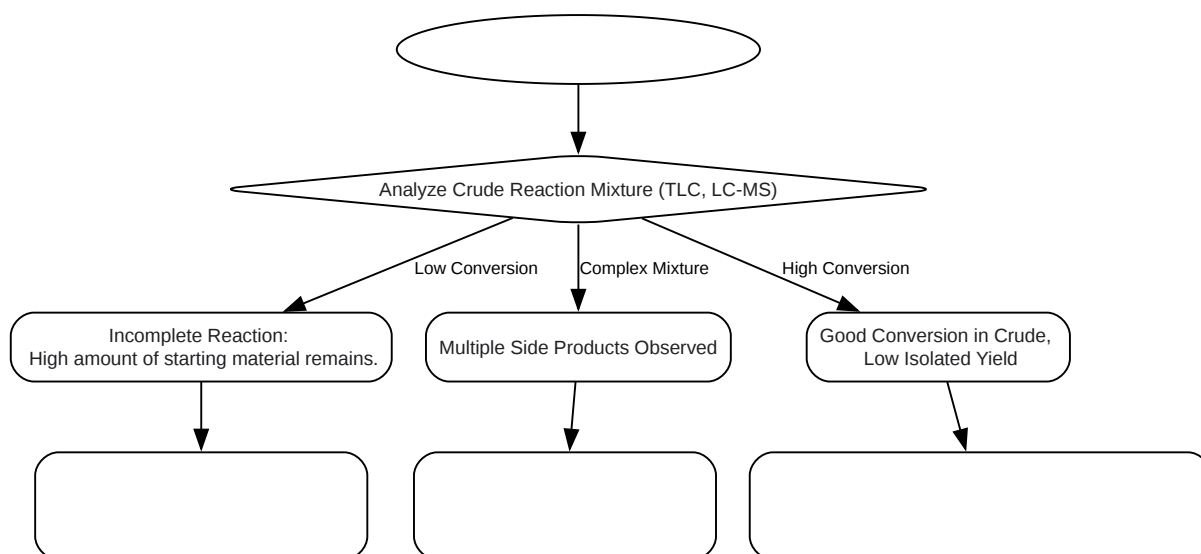 Analyze Crude Reaction Mixture (TLC, LC-MS)
Low Conversion
Complex Mixture
High Conversion
Incomplete Reaction:
High amount of starting material remains.
Multiple Side Products Observed
Good Conversion in Crude,
Low Isolated Yield